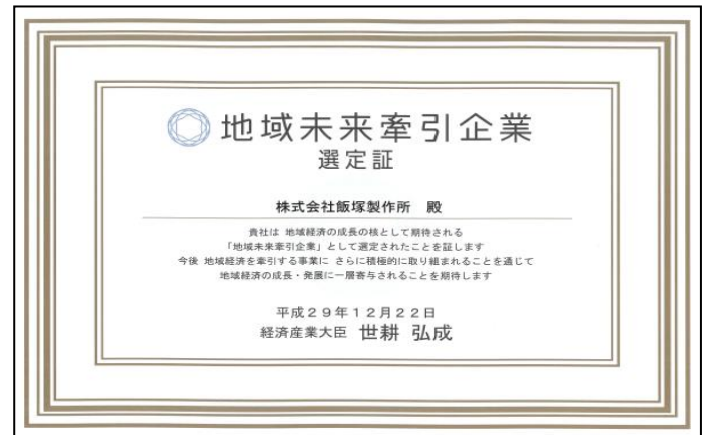 地域未来牽引企業
選定証
株式会社飯塚製作所　殿
貴社は 地域経済の成長の核として期待される
「地域未来牽引企業」として選定されたことを証します
今後 地域経済を牽引する事業に さらに積極的に取り組まれることを通じて
地域経済の成長・発展に一層寄与されることを期待します
平成２９年１２月２２日
経済産業大臣 世耕 弘成